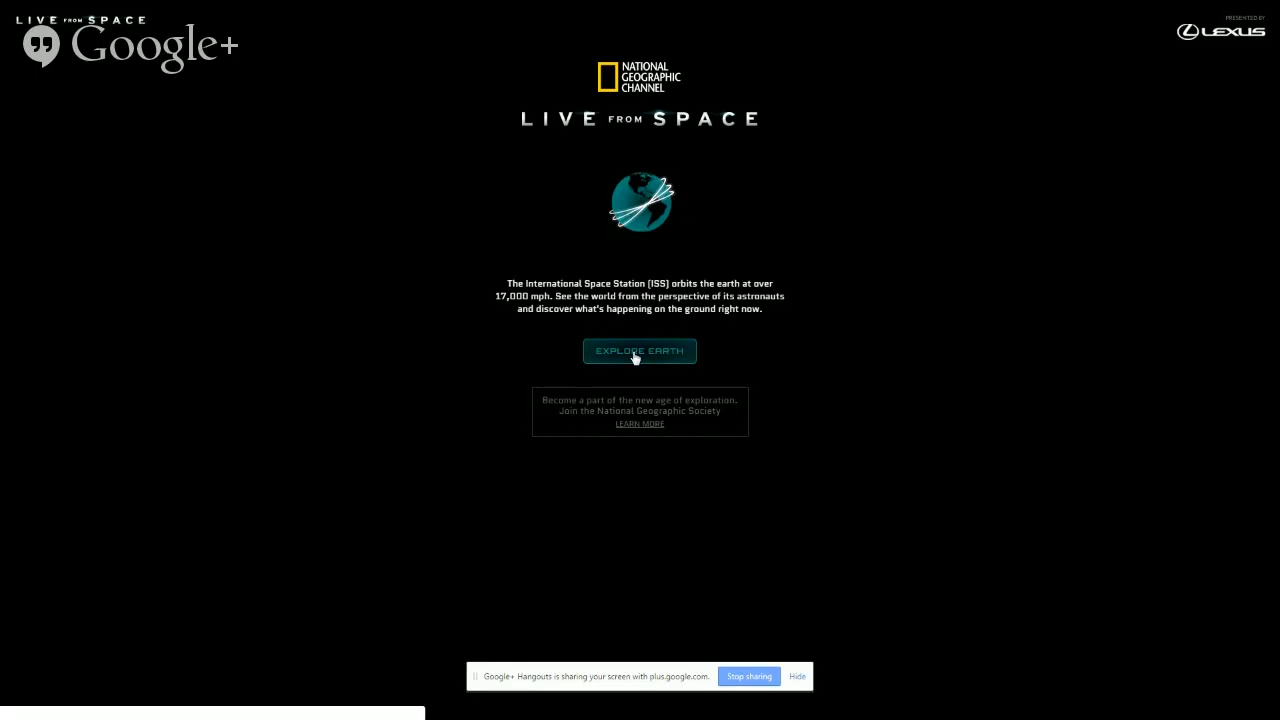 LIVE FROM SPACE
Google+
PRESENTED BY
LEXUS
NATIONAL
GEOGRAPHIC
CHANNEL
LIVE FROM SPACE
The International Space Station (ISS) orbits the earth at over
17,000 mph. See the world from the perspective of its astronauts
and discover what's happening on the ground right now.
EXPLORE EARTH
Become a part of the new age of exploration.
Join the National Geographic Society
LEARN MORE
Google+ Hangouts is sharing your screen with plus.google.com. Stop sharing Hide